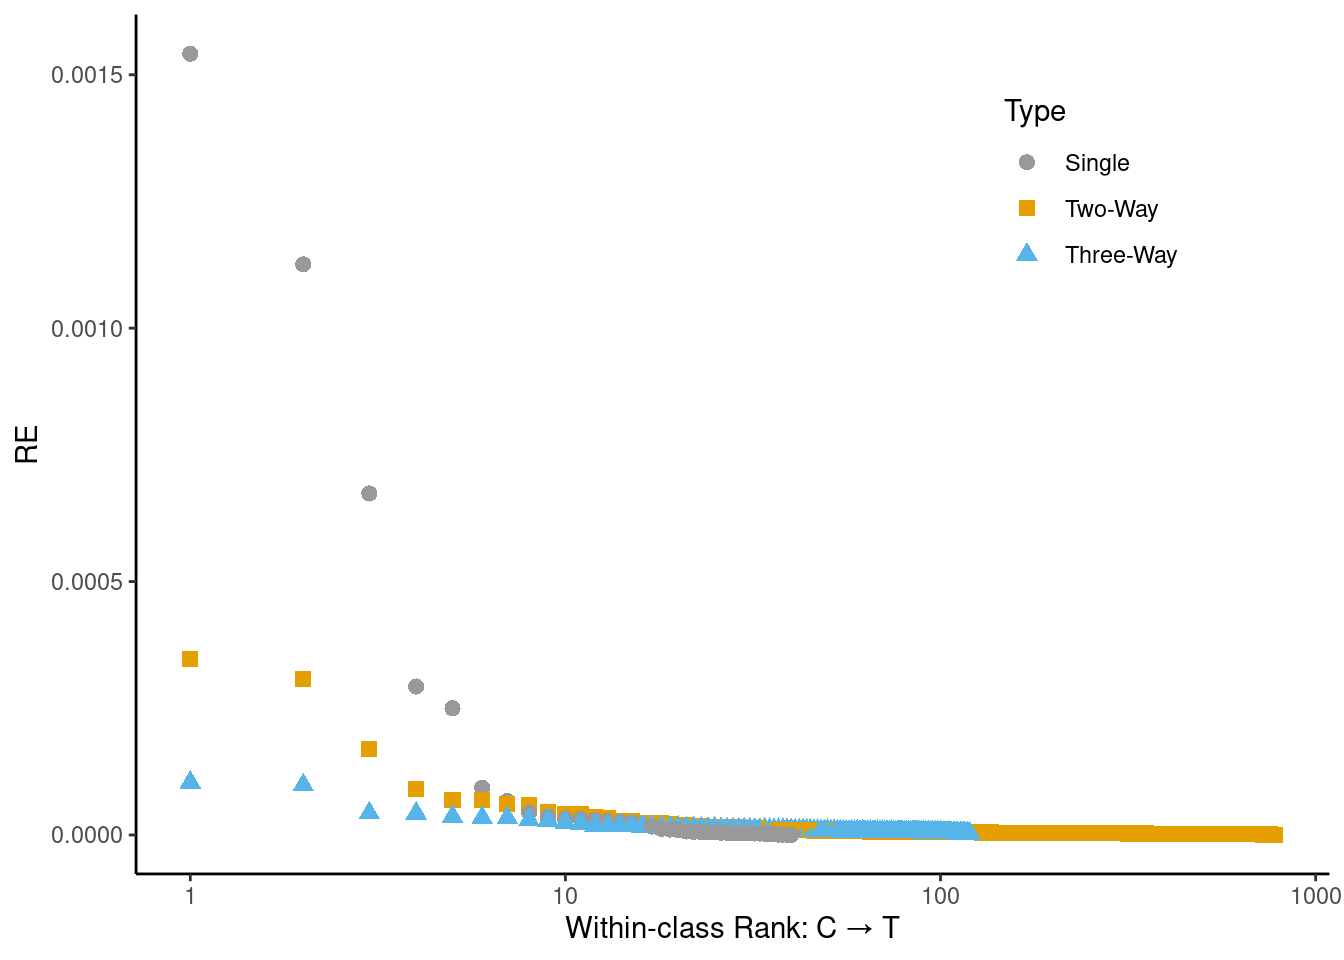 0.0015
0.0010
0.0005
0.0000
RE
Type
Single
Two-Way
Three-Way
1
10
100
1000
Within-class Rank: C → T